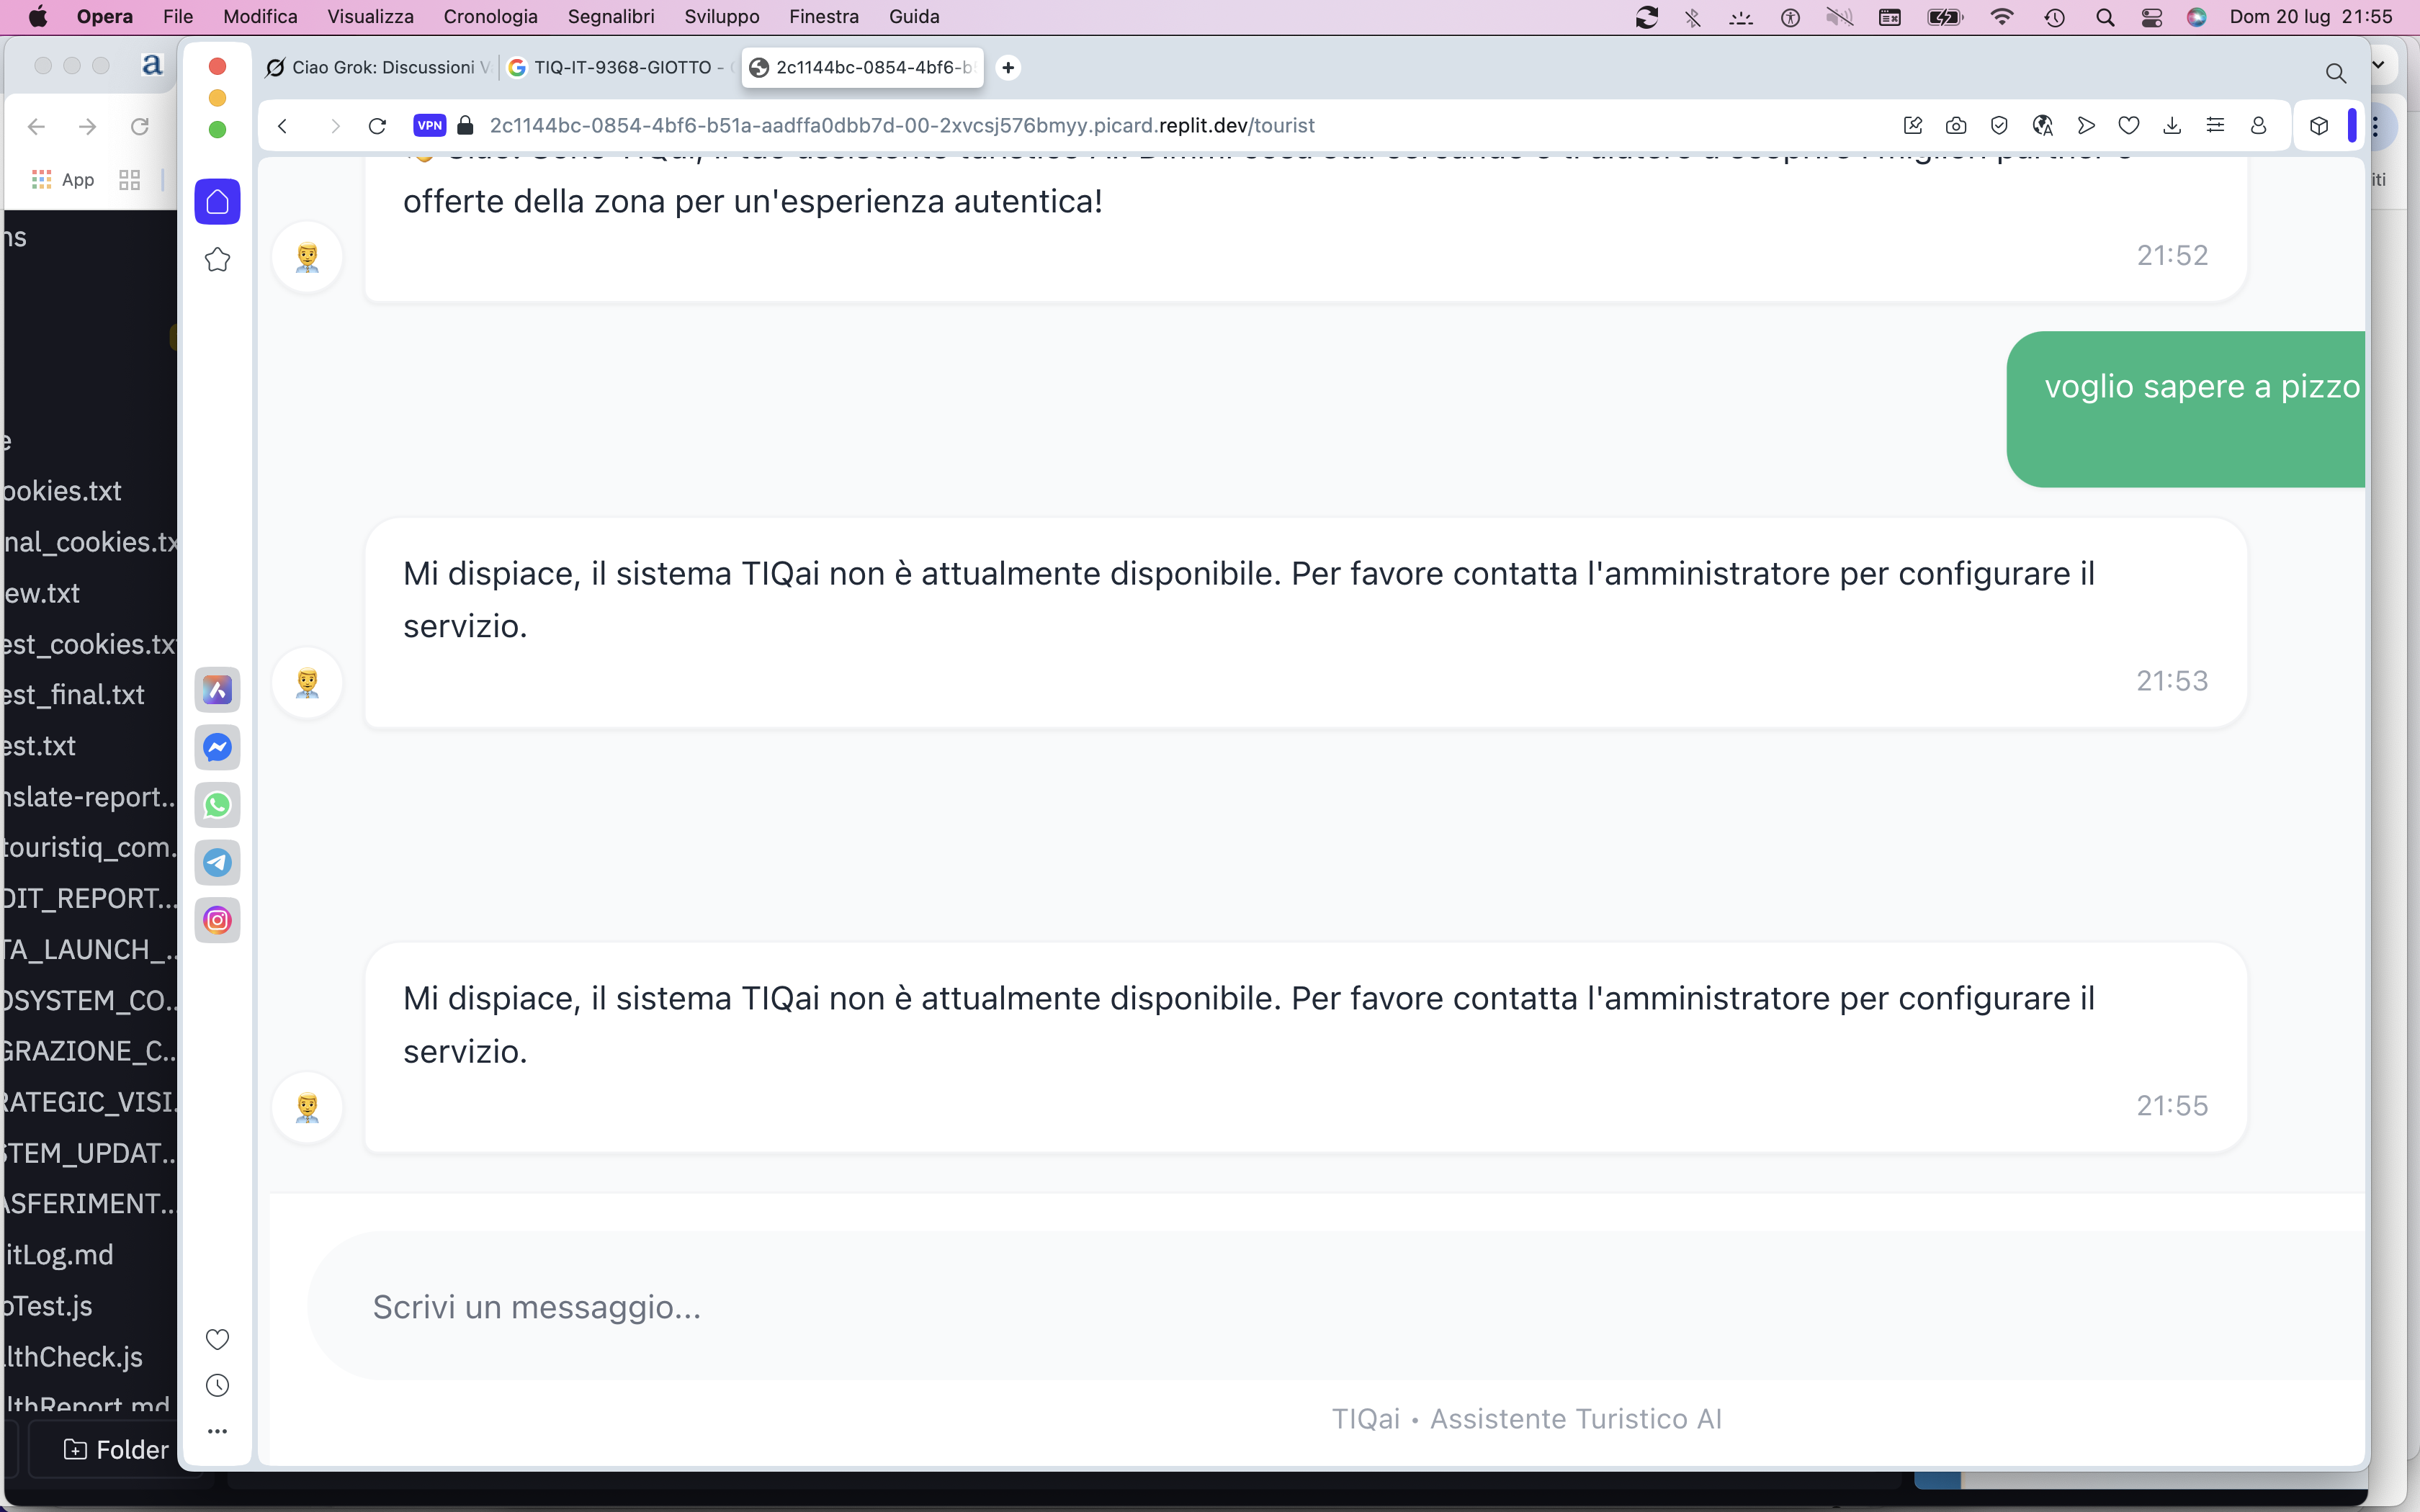 Opera File Modifica Visualizza Cronologia Segnalibri Sviluppo Finestra Guida Dom 20 lug 21:55
a Ciao Grok: Discussioni V TIQ-IT-9368-GIOTTO - 2c1144bc-0854-4bf6-b
VPN 2c1144bc-0854-4bf6-b51a-aadffa0dbb7d-00-2xvcsj576bmyy.picard.replit.dev/tourist
App
iti
offerte della zona per un'esperienza autentica!
21:52
voglio sapere a pizzo
Mi dispiace, il sistema TIQai non è attualmente disponibile. Per favore contatta l'amministratore per configurare il
servizio.
21:53
Mi dispiace, il sistema TIQai non è attualmente disponibile. Per favore contatta l'amministratore per configurare il
servizio.
21:55
Scrivi un messaggio...
TIQai • Assistente Turistico AI
ns
e
ookies.txt
nal_cookies.tx
ew.txt
est_cookies.tx
est_final.txt
est.txt
nslate-report...
touristiq_com...
DIT_REPORT...
TA_LAUNCH_...
OSYSTEM_CO...
GRAZIONE_C...
RATEGIC_VISI...
STEM_UPDAT...
ASFERIMENT...
itLog.md
oTest.js
lthCheck.js
lthReport.md
Folder